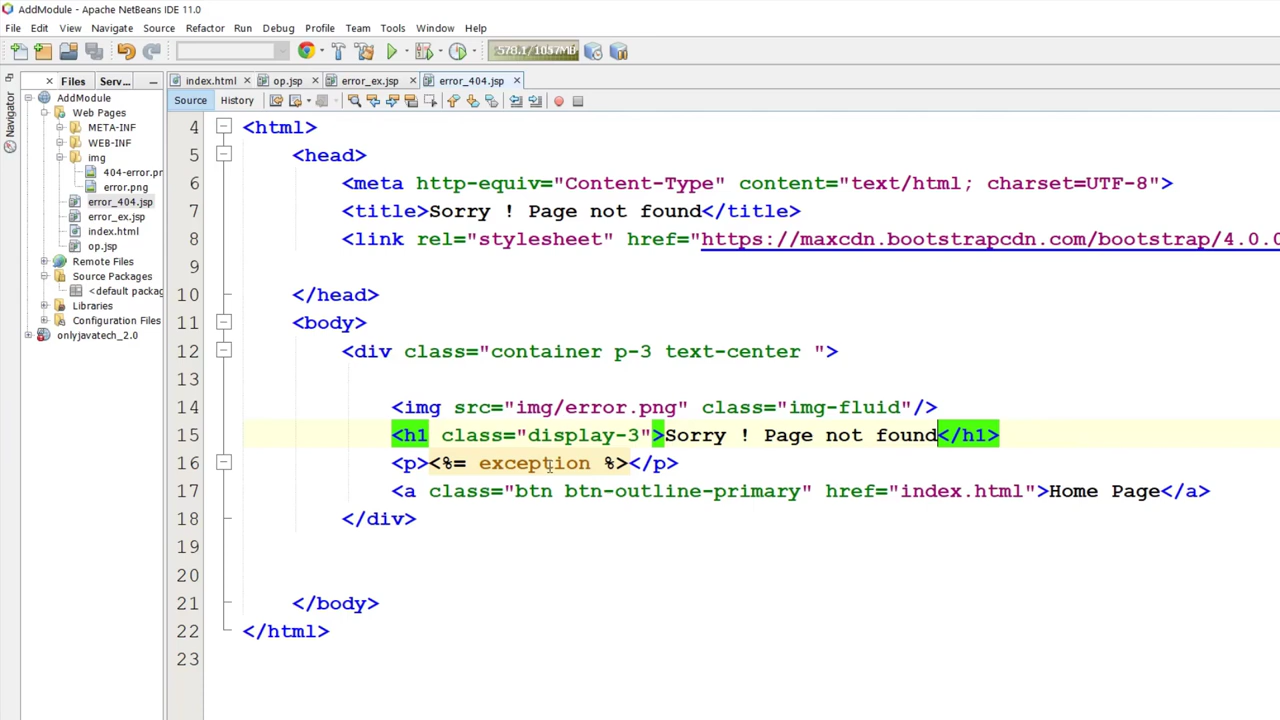 AddModule - Apache NetBeans IDE 11.0
File Edit View Navigate Source Refactor Run Debug Profile Team Tools Window Help
578.1/1057MB
Files Serv...
index.html op.jsp error_ex.jsp error_404.jsp
Navigator
Source History
AddModule
Web Pages
META-INF
WEB-INF
img
404-error.pr
error.png
error_404.jsp
error_ex.jsp
index.html
op.jsp
Remote Files
Source Packages
<default packag
Libraries
Configuration Files
onlyjavatech_2.0
4 <html>
5 <head>
6 <meta http-equiv="Content-Type" content="text/html; charset=UTF-8">
7 <title>Sorry ! Page not found</title>
8 <link rel="stylesheet" href="https://maxcdn.bootstrapcdn.com/bootstrap/4.0.0
9
10 </head>
11 <body>
12 <div class="container p-3 text-center ">
13
14 <img src="img/error.png" class="img-fluid"/>
15 <h1 class="display-3">Sorry ! Page not found</h1>
16 <p><%= exception %></p>
17 <a class="btn btn-outline-primary" href="index.html">Home Page</a>
18 </div>
19
20
21 </body>
22 </html>
23